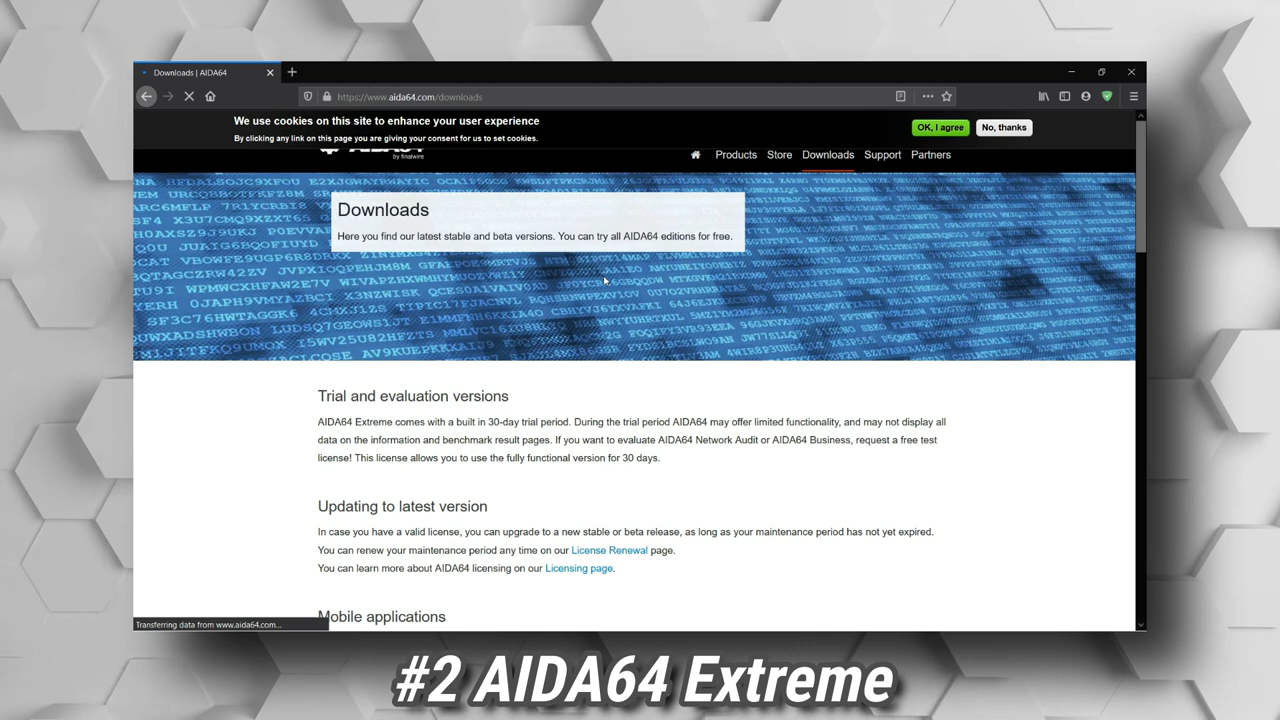 Downloads | AIDA64
https://www.aida64.com/downloads
We use cookies on this site to enhance your user experience
By clicking any link on this page you are giving your consent for us to set cookies.
OK, I agree
No, thanks
by finalwire
Products Store Downloads Support Partners
Downloads
Here you find our latest stable and beta versions. You can try all AIDA64 editions for free.
Trial and evaluation versions
AIDA64 Extreme comes with a built in 30-day trial period. During the trial period AIDA64 may offer limited functionality, and may not display all
data on the information and benchmark result pages. If you want to evaluate AIDA64 Network Audit or AIDA64 Business, request a free test
license! This license allows you to use the fully functional version for 30 days.
Updating to latest version
In case you have a valid license, you can upgrade to a new stable or beta release, as long as your maintenance period has not yet expired.
You can renew your maintenance period any time on our License Renewal page.
You can learn more about AIDA64 licensing on our Licensing page.
Mobile applications
Transferring data from www.aida64.com...
#2 AIDA64 Extreme